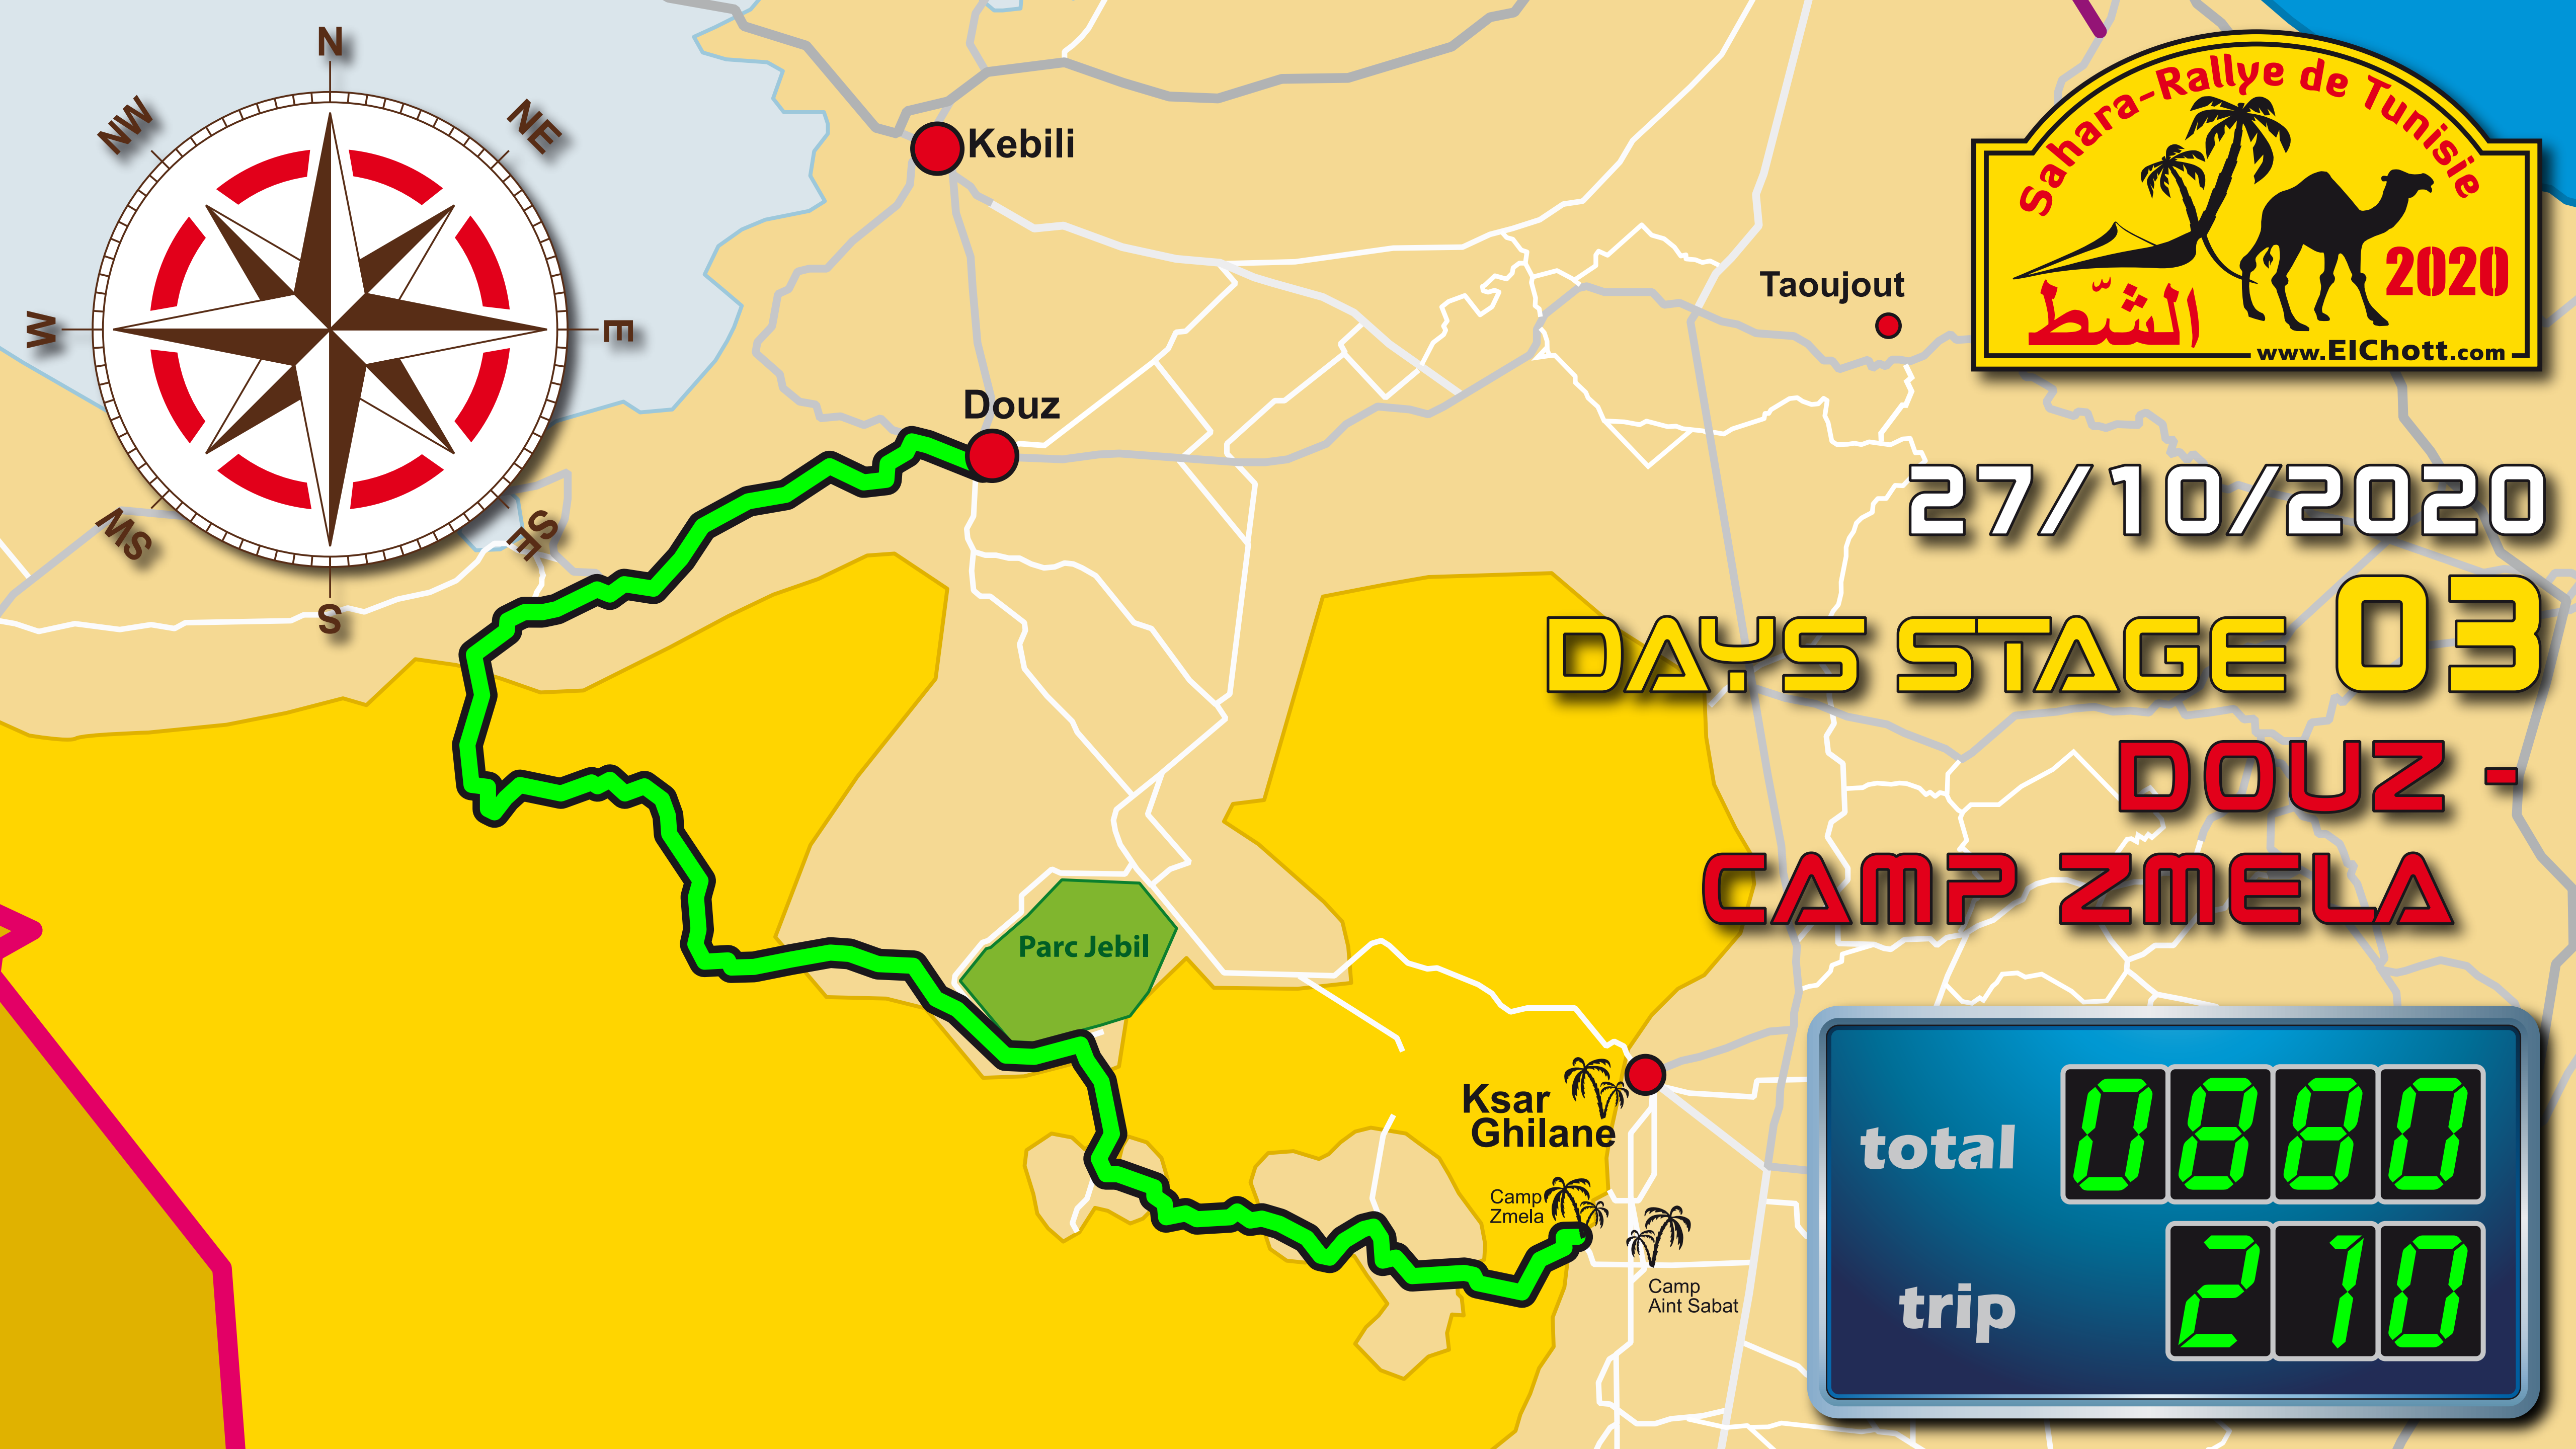 N
NW
NE
W
E
SW
SE
S
Kebili
Douz
Taoujout
Sahara-Rallye de Tunisie
2020
الشّط
www.ElChott.com
27/10/2020
DAYS STAGE 03
DOUZ -
CAMP ZMELA
Parc Jebil
Ksar
Ghilane
Camp
Zmela
Camp
Aint Sabat
total 0880
trip 210